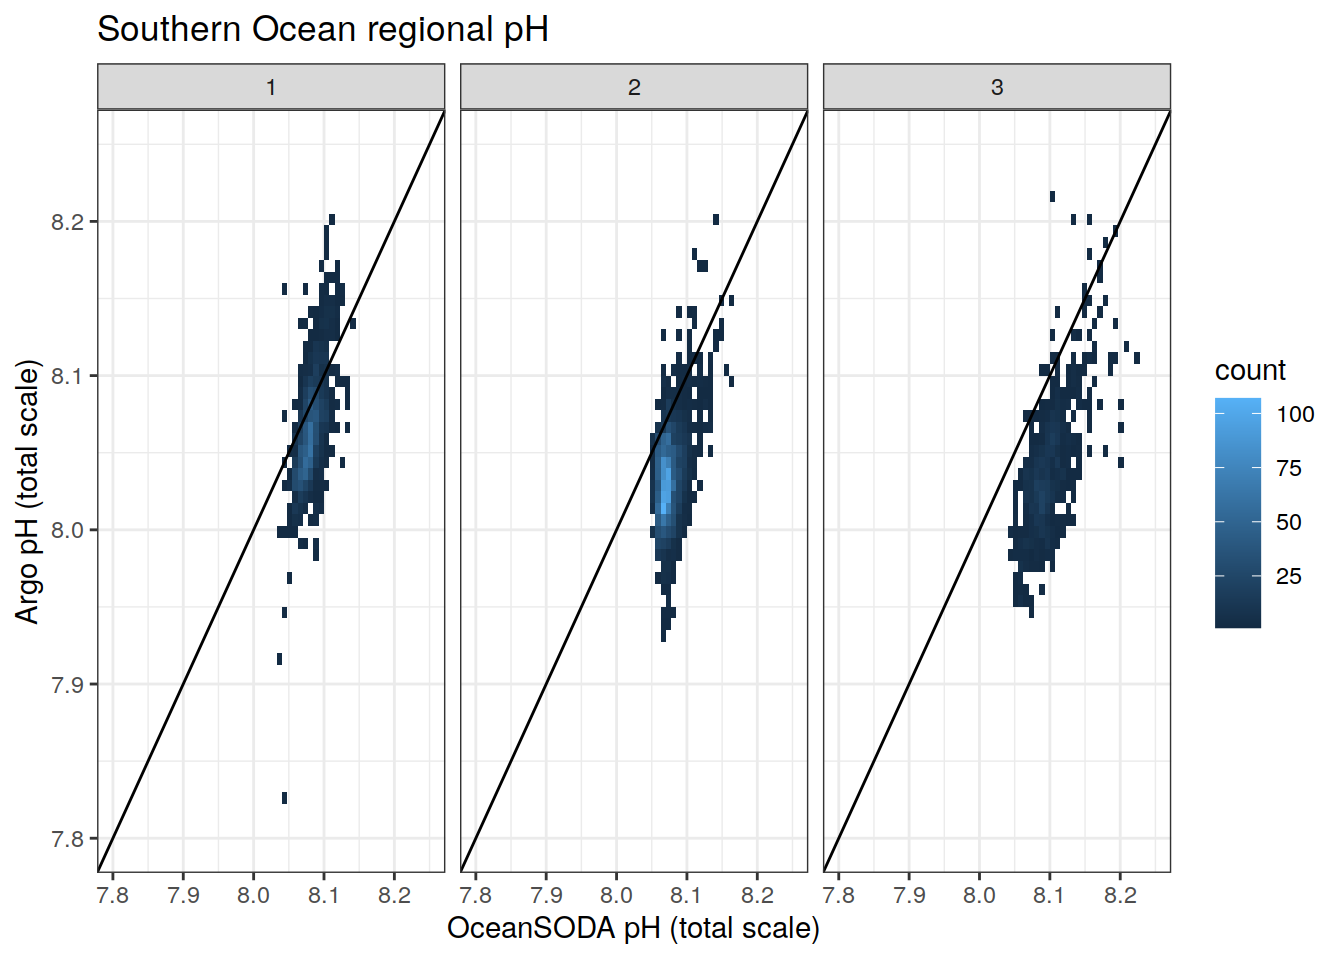 Southern Ocean regional pH
1 2 3
8.2
8.1
8.0
7.9
7.8
Argo pH (total scale)
7.8 7.9 8.0 8.1 8.2 7.8 7.9 8.0 8.1 8.2 7.8 7.9 8.0 8.1 8.2
OceanSODA pH (total scale)
count
100
75
50
25